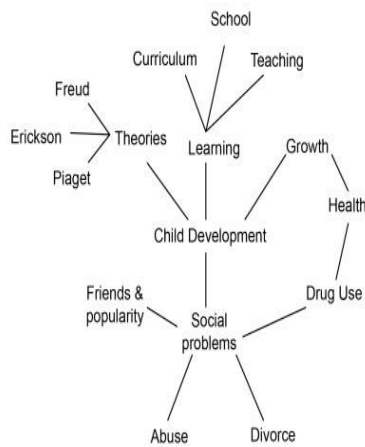 School
Curriculum
Teaching
Freud
Erickson
Theories
Learning
Growth
Piaget
Health
Child Development
Friends &
popularity
Drug Use
Social
problems
Abuse
Divorce